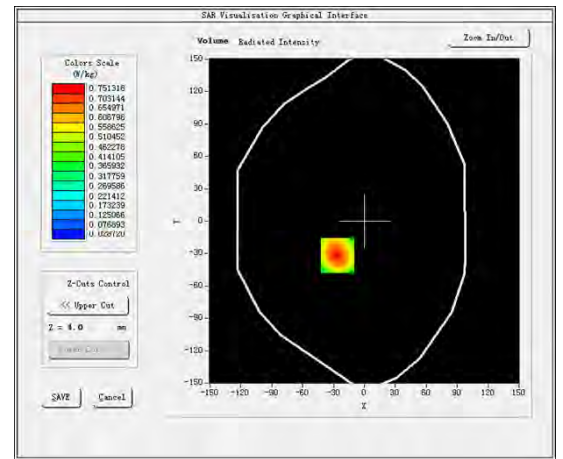 SAR Visualisation Graphical Interface
Volume Radiated Intensity
Zoom In/Out
Colors Scale
(W/kg)
0.751316
0.703144
0.654971
0.606798
0.558625
0.510452
0.462278
0.414105
0.365932
0.317759
0.269586
0.221412
0.173239
0.125066
0.076893
0.028720
Z-Cuts Control
<< Upper Cut
Z = 4.0 mm
SAVE
Cancel
150
120
90
60
30
0
-30
-60
-90
-120
-150
Y
-150 -120 -90 -60 -30 0 30 60 90 120 150
X